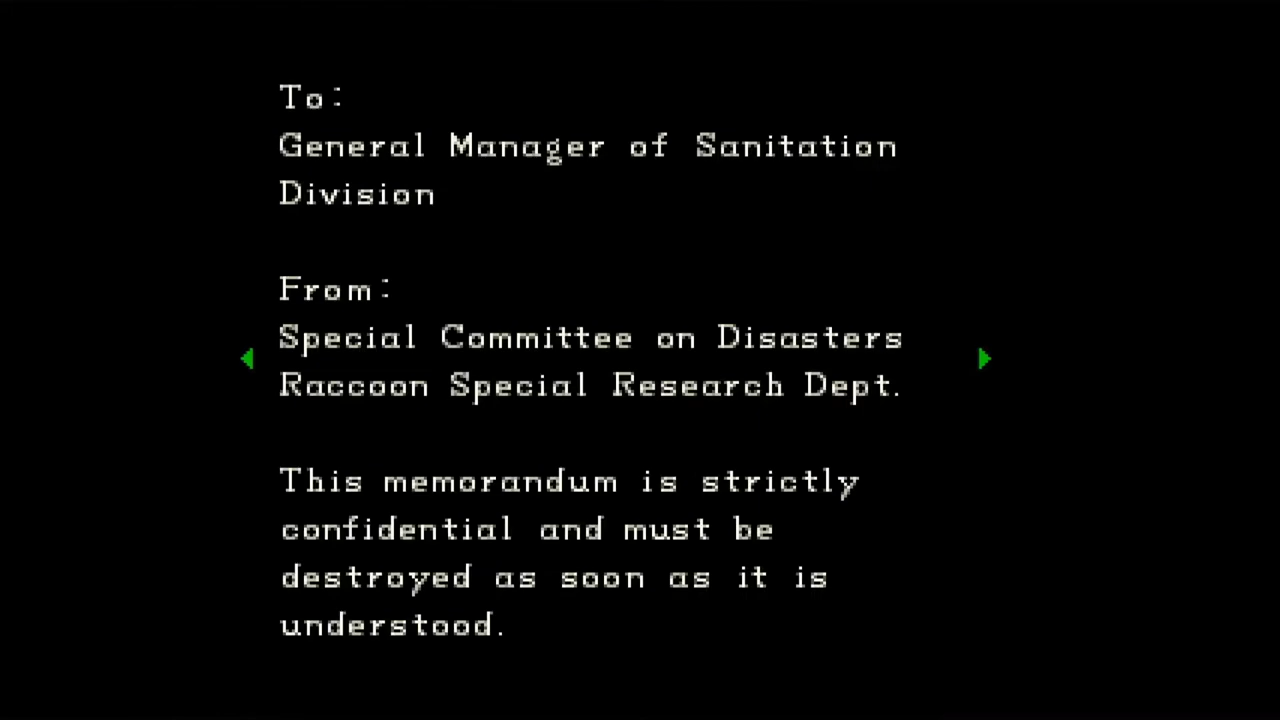 To:
General Manager of Sanitation
Division
From:
Special Committee on Disasters
Raccoon Special Research Dept.
This memorandum is strictly
confidential and must be
destroyed as soon as it is
understood.